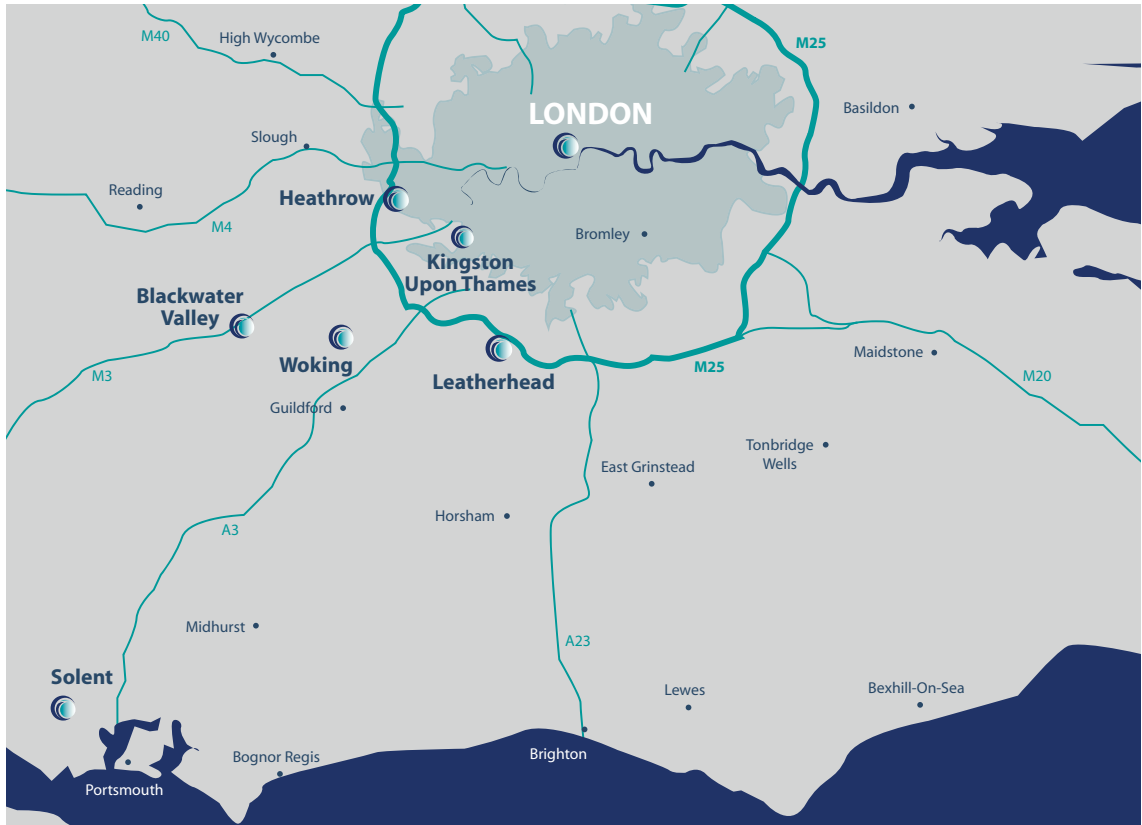 M40
High Wycombe
M25
LONDON
Basildon
Slough
Reading
Heathrow
M4
Bromley
Kingston
Upon Thames
Blackwater
Valley
Woking
Leatherhead
M25
Maidstone
M3
M20
Guildford
Tonbridge
Wells
East Grinstead
Horsham
A3
Midhurst
A23
Solent
Lewes
Bexhill-On-Sea
Bognor Regis
Brighton
Portsmouth